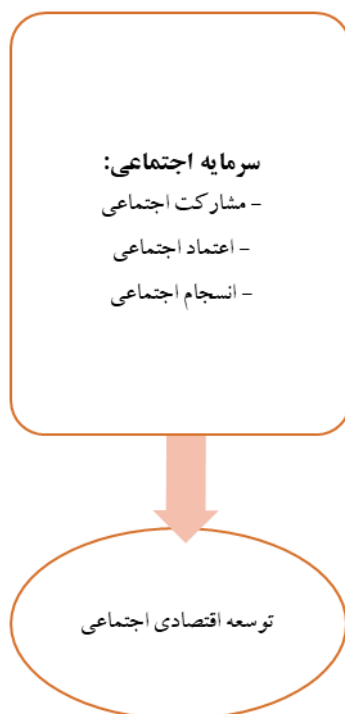 سرمایه اجتماعی:
- مشارکت اجتماعی
- اعتماد اجتماعی
- انسجام اجتماعی
توسعه اقتصادی اجتماعی